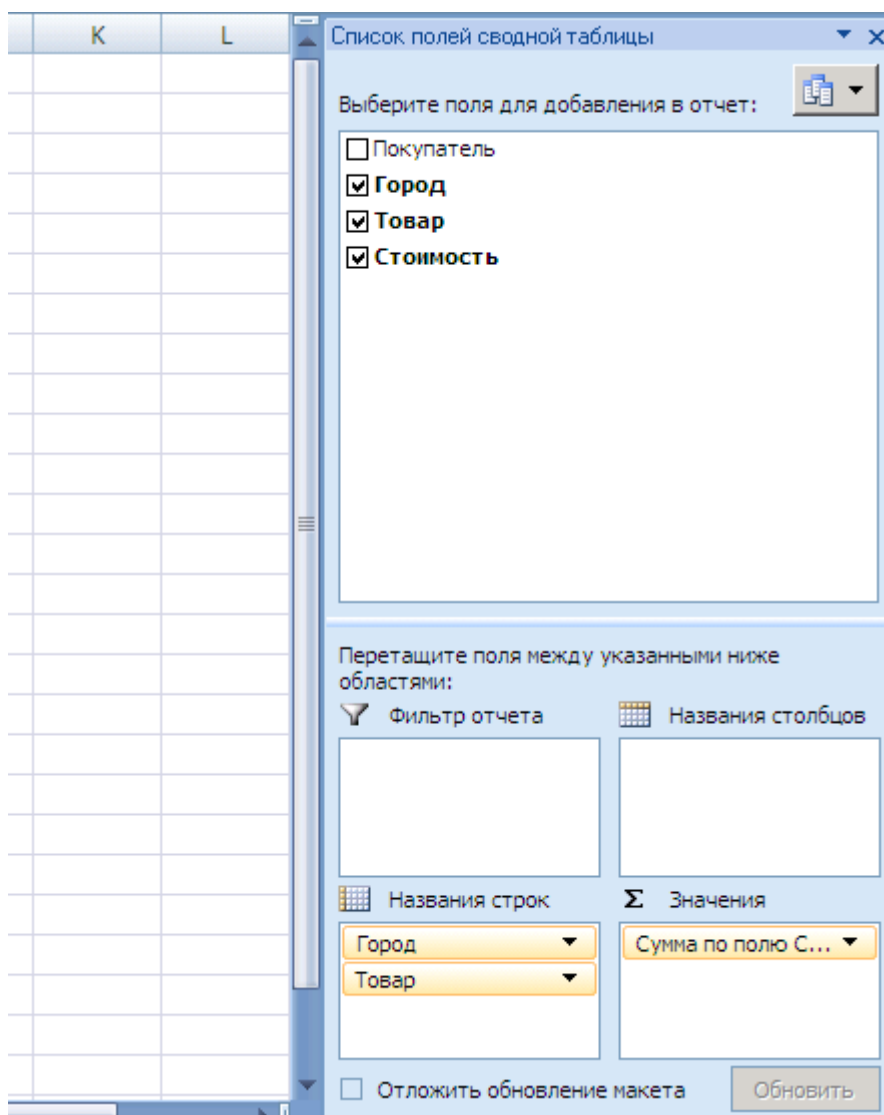 K L
Список полей сводной таблицы
Выберите поля для добавления в отчет:
Покупатель
Город
Товар
Стоимость
Перетащите поля между указанными ниже
областями:
Фильтр отчета
Названия столбцов
Названия строк
Σ Значения
Город
Товар
Сумма по полю С...
Отложить обновление макета
Обновить